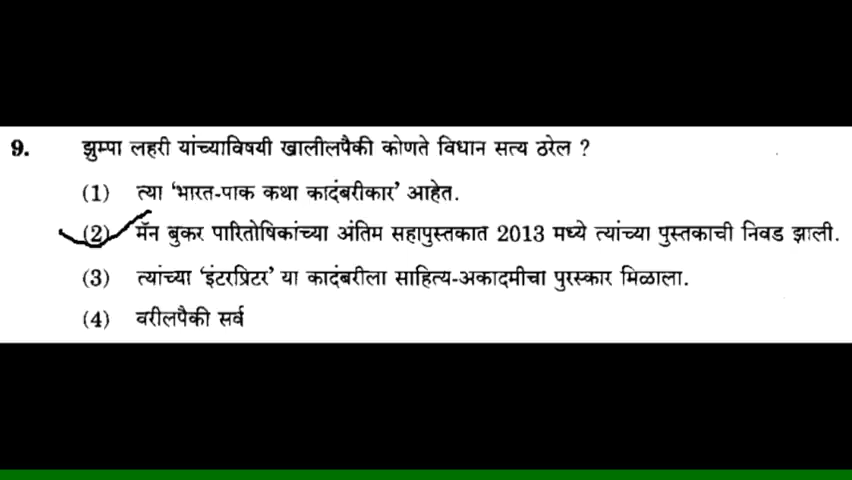 9. झुम्पा लहरी यांच्याविषयी खालीलपैकी कोणते विधान सत्य ठरेल ?
(1) त्या 'भारत-पाक कथा कादंबरीकार' आहेत.
(2) मॅन बुकर पारितोषिकांच्या अंतिम सहापुस्तकात 2013 मध्ये त्यांच्या पुस्तकाची निवड झाली.
(3) त्यांच्या 'इंटरप्रिटर' या कादंबरीला साहित्य-अकादमीचा पुरस्कार मिळाला.
(4) वरीलपैकी सर्व